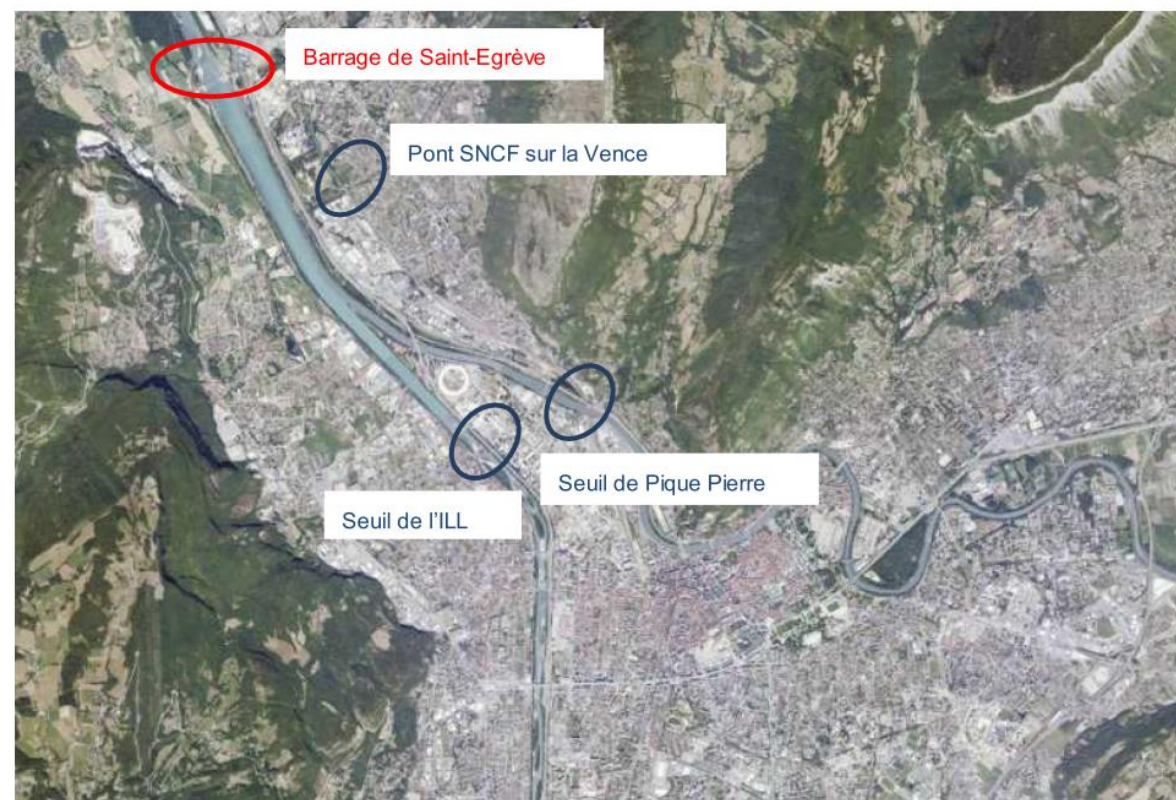 Barrage de Saint-Egrève
Pont SNCF sur la Vence
Seuil de Pique Pierre
Seuil de l'ILL